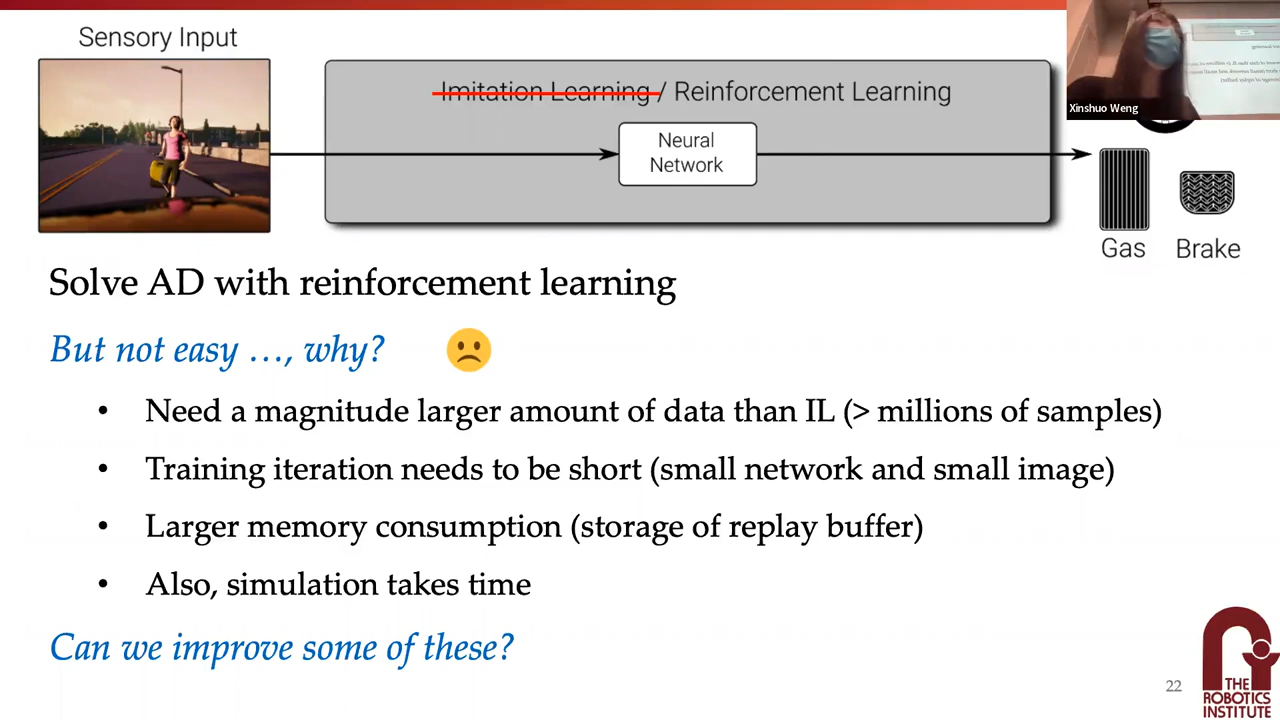 Sensory Input
Imitation Learning / Reinforcement Learning
Neural
Network
Xinshuo Weng
Gas
Brake
Solve AD with reinforcement learning
But not easy …, why?
• Need a magnitude larger amount of data than IL (> millions of samples)
• Training iteration needs to be short (small network and small image)
• Larger memory consumption (storage of replay buffer)
• Also, simulation takes time
Can we improve some of these?
22
THE
ROBOTICS
INSTITUTE